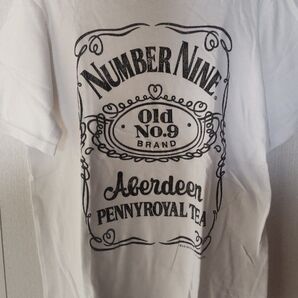 NUMBER NINE
Old
No.9
BRAND
Aberdeen
PENNYROYAL TEA